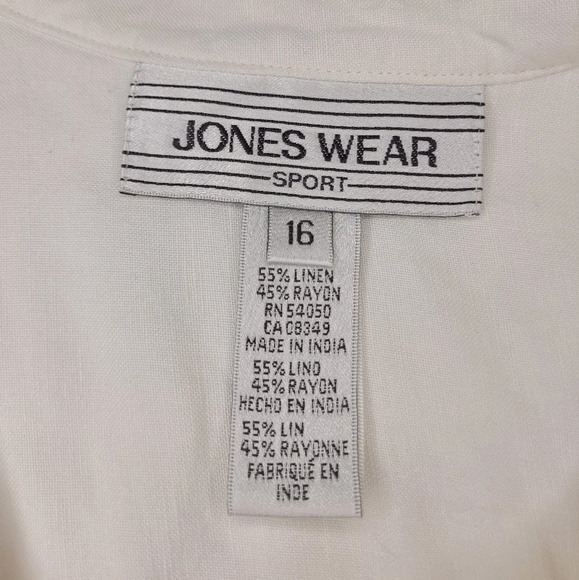 JONES WEAR
SPORT
16
55% LINEN
45% RAYON
RN 54050
CA 08349
MADE IN INDIA
55% LINO
45% RAYON
HECHO EN INDIA
55% LIN
45% RAYONNE
FABRIQUÉ EN
INDE